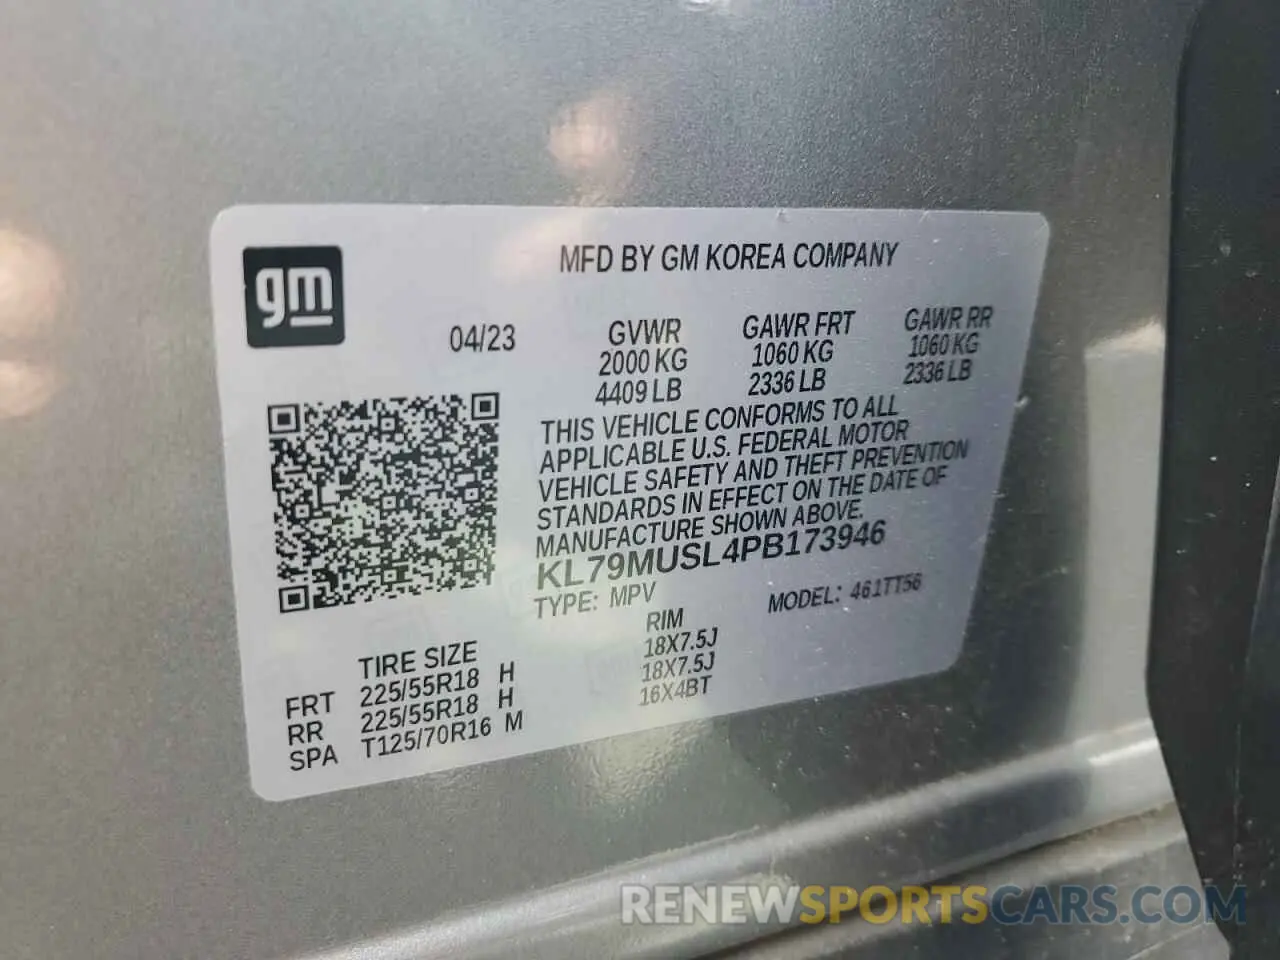 gm
MFD BY GM KOREA COMPANY
04/23
GVWR
2000 KG
4409 LB
GAWR FRT
1060 KG
2336 LB
GAWR RR
1060 KG
2336 LB
THIS VEHICLE CONFORMS TO ALL
APPLICABLE U.S. FEDERAL MOTOR
VEHICLE SAFETY AND THEFT PREVENTION
STANDARDS IN EFFECT ON THE DATE OF
MANUFACTURE SHOWN ABOVE.
KL79MUSL4PB173946
TYPE: MPV MODEL: 461TT56
TIRE SIZE RIM
FRT 225/55R18 H 18X7.5J
RR 225/55R18 H 18X7.5J
SPA T125/70R16 M 16X4BT
RENEWSPORTSCARS.COM